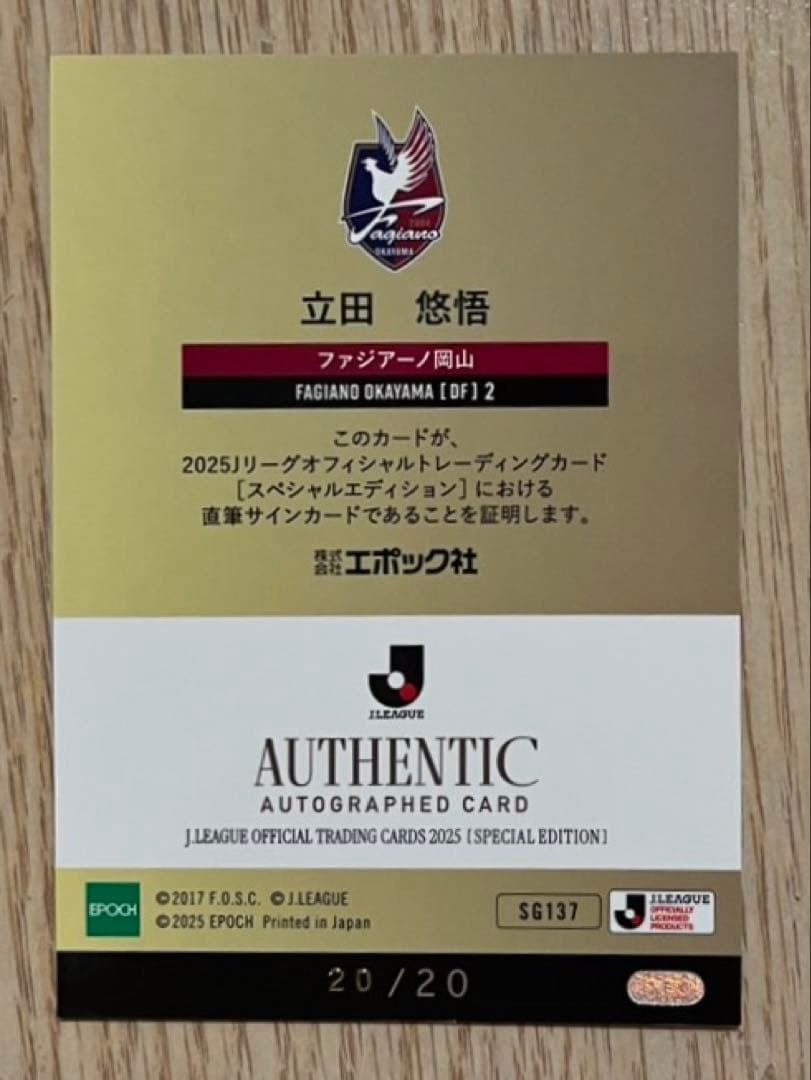 2004
Fagiano
OKAYAMA
立田 悠悟
ファジアーノ岡山
FAGIANO OKAYAMA [DF] 2
このカードが、
2025Jリーグオフィシャルトレーディングカード
[スペシャルエディション]における
直筆サインカードであることを証明します。
株式会社エポック社
J.LEAGUE
AUTHENTIC
AUTOGRAPHED CARD
J.LEAGUE OFFICIAL TRADING CARDS 2025 [SPECIAL EDITION]
EPOCH
©2017 F.O.S.C. ©J.LEAGUE
©2025 EPOCH Printed in Japan
SG137
J.LEAGUE
OFFICIALLY
LICENSED
PRODUCTS
20/20